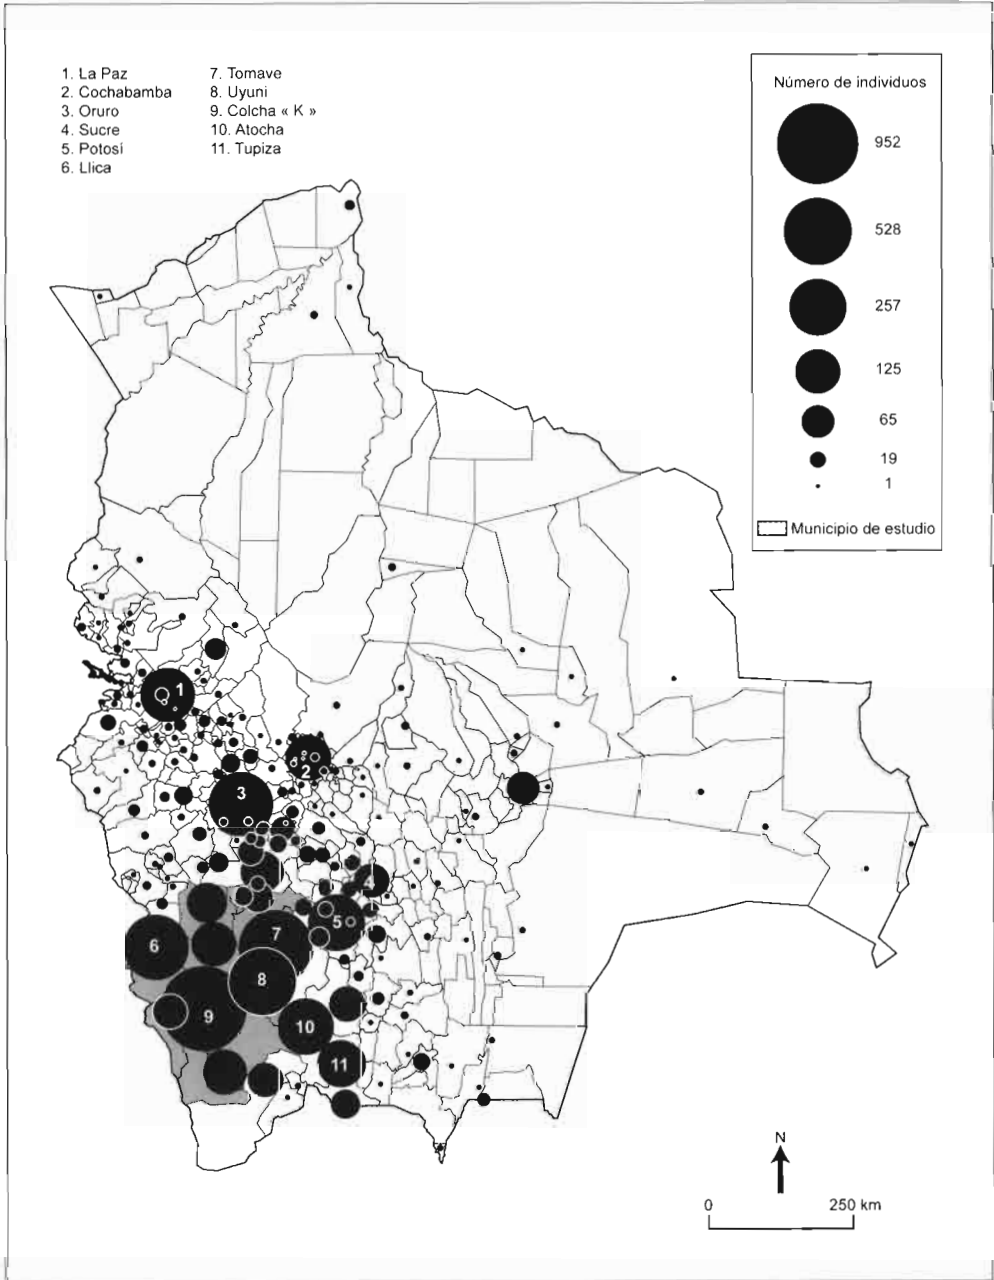 1. La Paz
2. Cochabamba
3. Oruro
4. Sucre
5. Potosí
6. Llica
7. Tomave
8. Uyuni
9. Colcha « K »
10. Atocha
11. Tupiza
Número de individuos
952
528
257
125
65
19
1
Municipio de estudio
1
2
3
4
5
6
7
8
9
10
11
N
0 250 km